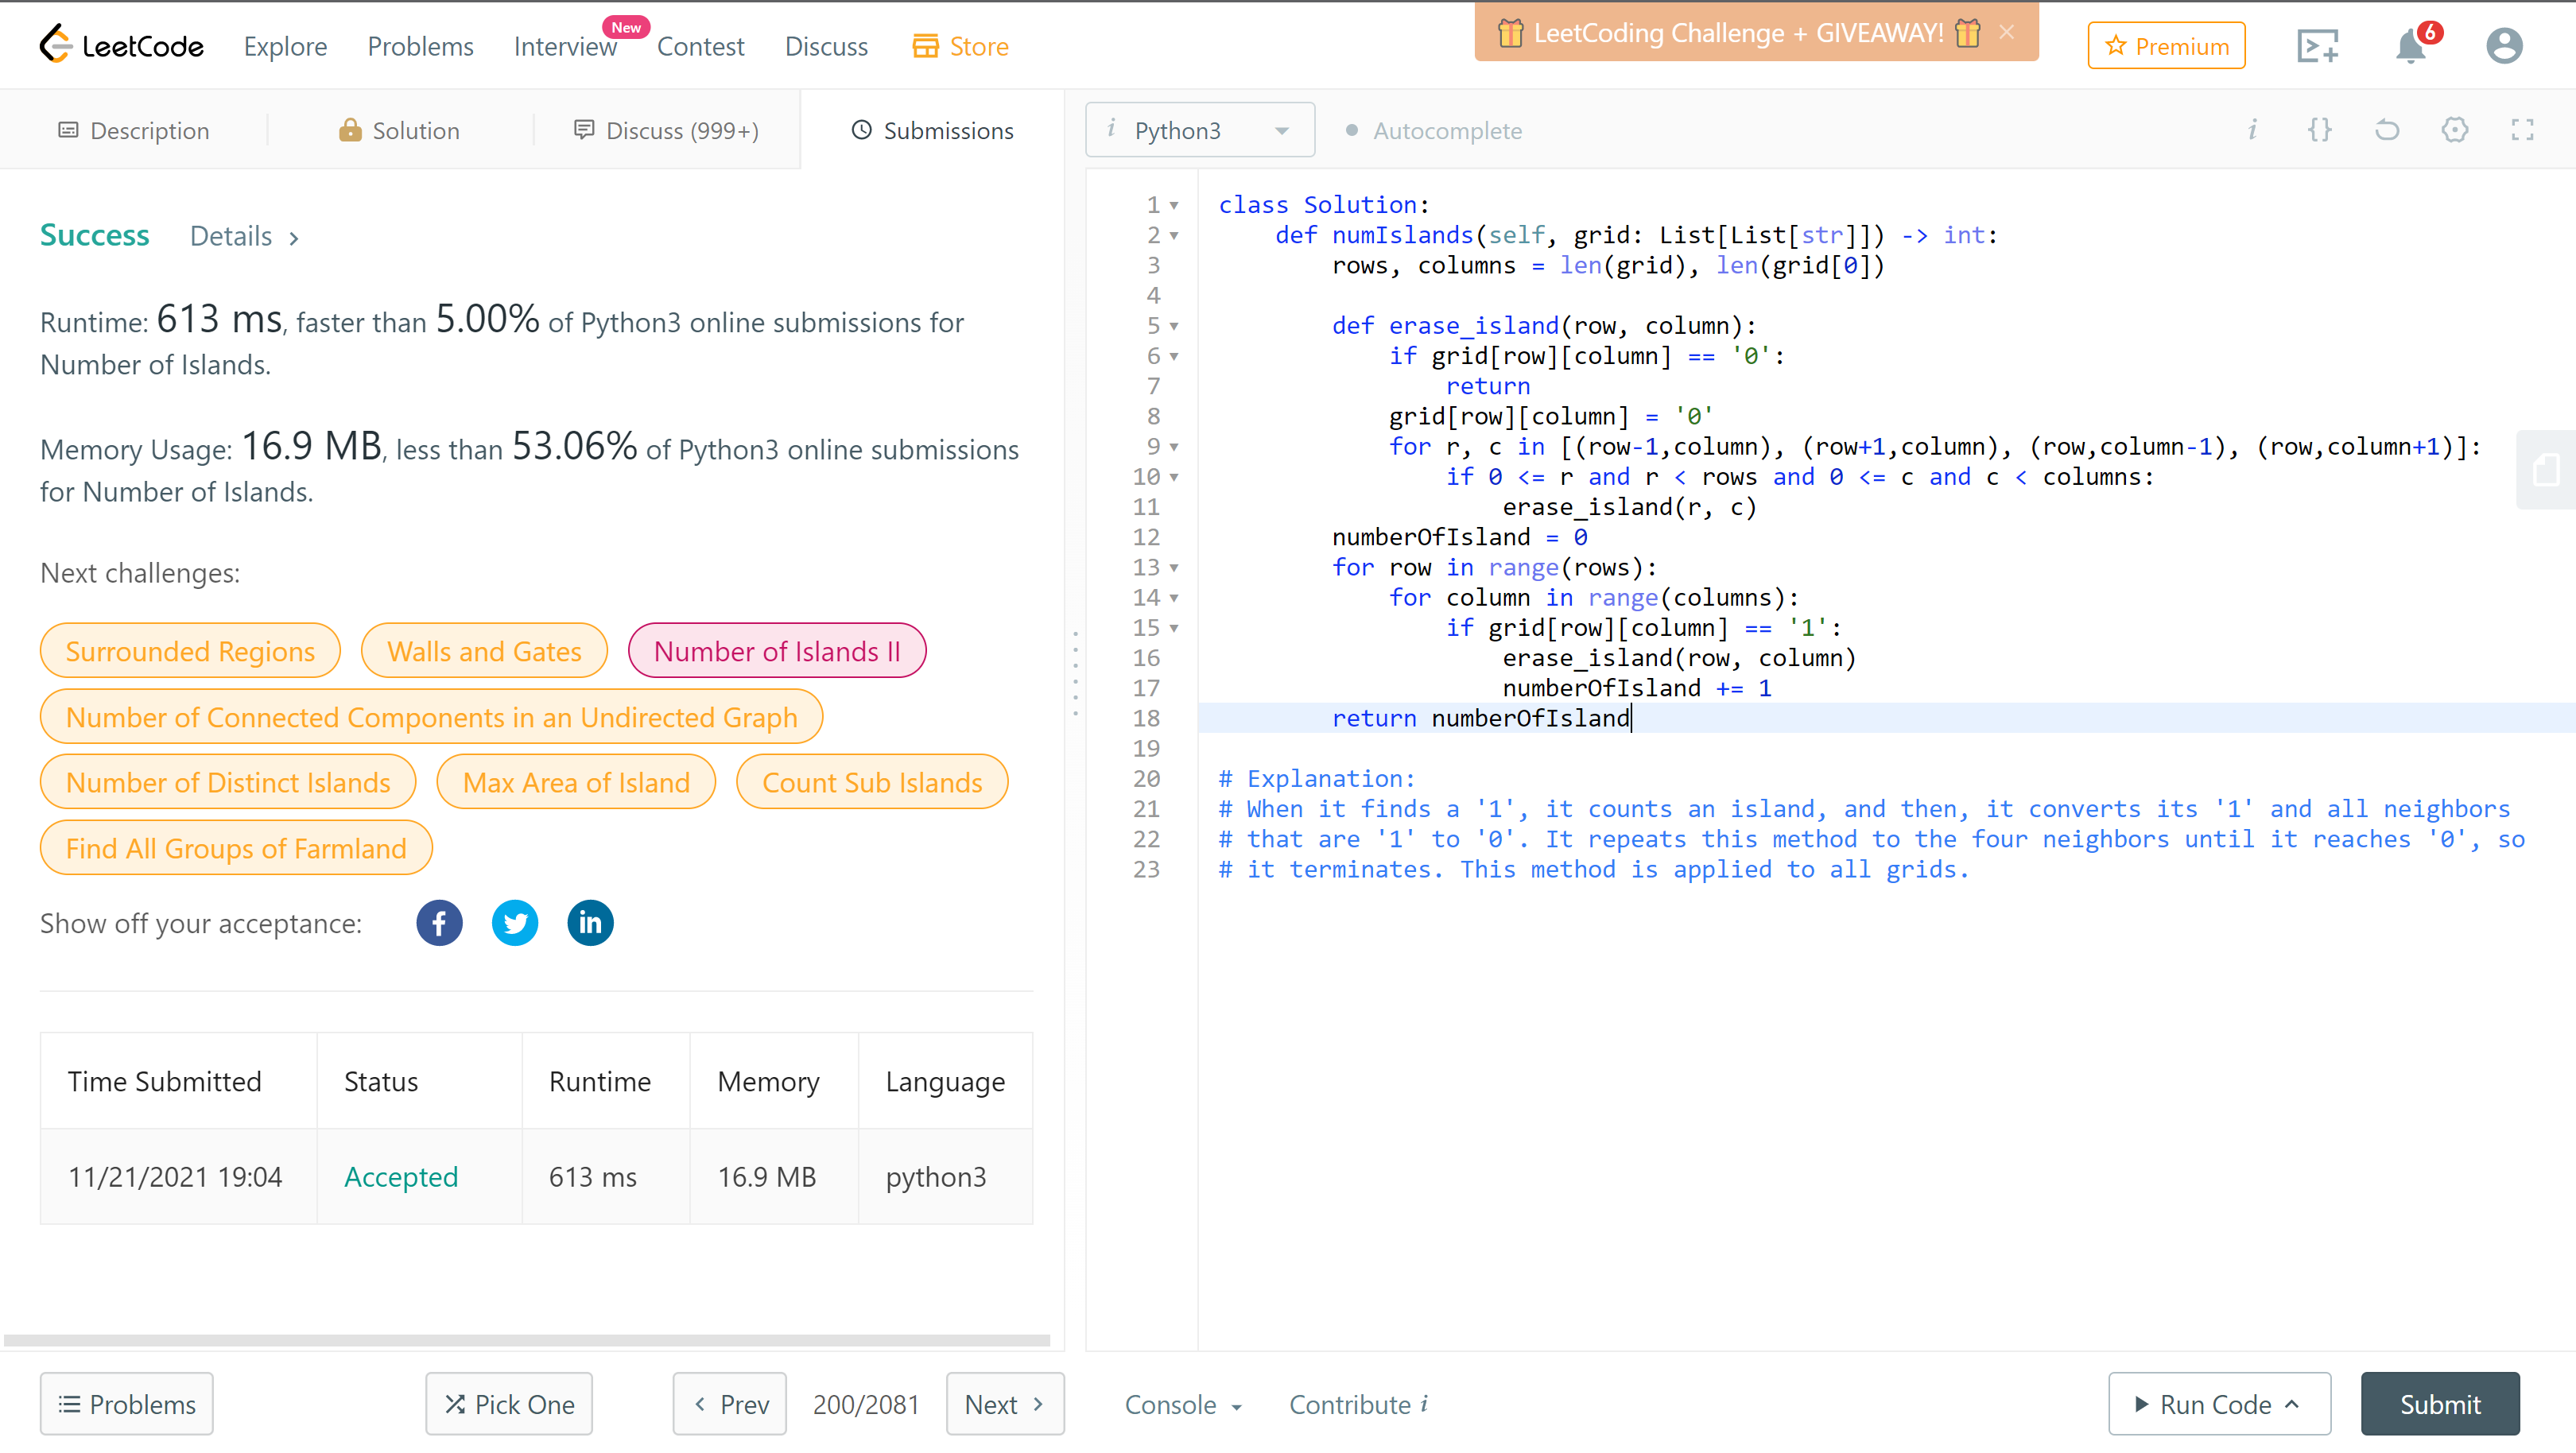 LeetCode
Explore
Problems
Interview
New
Contest
Discuss
Store
LeetCoding Challenge + GIVEAWAY!
Premium
6
Description
Solution
Discuss (999+)
Submissions
Python3
Autocomplete
Success
Details
Runtime: 613 ms, faster than 5.00% of Python3 online submissions for
Number of Islands.
Memory Usage: 16.9 MB, less than 53.06% of Python3 online submissions
for Number of Islands.
Next challenges:
Surrounded Regions
Walls and Gates
Number of Islands II
Number of Connected Components in an Undirected Graph
Number of Distinct Islands
Max Area of Island
Count Sub Islands
Find All Groups of Farmland
Show off your acceptance:
Time Submitted Status Runtime Memory Language
11/21/2021 19:04 Accepted 613 ms 16.9 MB python3
1 class Solution:
2 def numIslands(self, grid: List[List[str]]) -> int:
3 rows, columns = len(grid), len(grid[0])
4
5 def erase_island(row, column):
6 if grid[row][column] == '0':
7 return
8 grid[row][column] = '0'
9 for r, c in [(row-1,column), (row+1,column), (row,column-1), (row,column+1)]:
10 if 0 <= r and r < rows and 0 <= c and c < columns:
11 erase_island(r, c)
12 numberOfIsland = 0
13 for row in range(rows):
14 for column in range(columns):
15 if grid[row][column] == '1':
16 erase_island(row, column)
17 numberOfIsland += 1
18 return numberOfIsland
19
20 # Explanation:
21 # When it finds a '1', it counts an island, and then, it converts its '1' and all neighbors
22 # that are '1' to '0'. It repeats this method to the four neighbors until it reaches '0', so
23 # it terminates. This method is applied to all grids.
Problems
Pick One
Prev
200/2081
Next
Console
Contribute i
Run Code
Submit